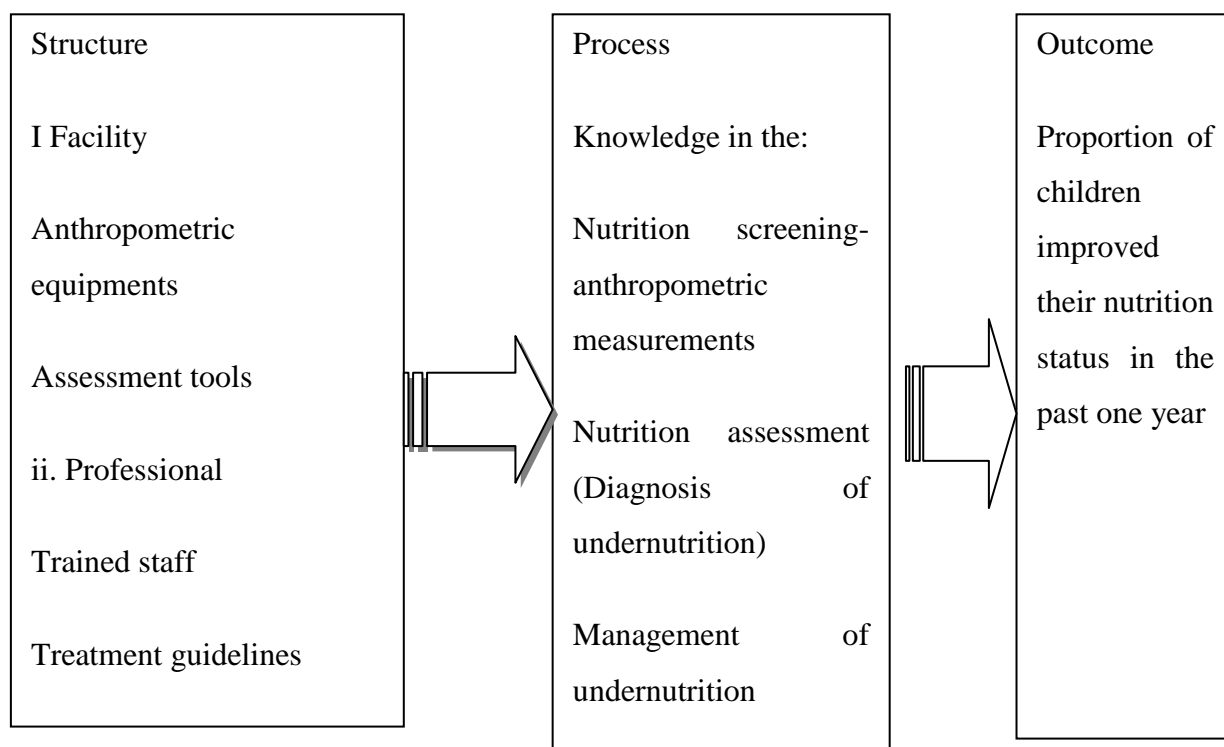 Structure
I Facility
Anthropometric
equipments
Assessment tools
ii. Professional
Trained staff
Treatment guidelines
Process
Knowledge in the:
Nutrition screening-
anthropometric
measurements
Nutrition assessment
(Diagnosis of
undernutrition)
Management of
undernutrition
Outcome
Proportion of
children
improved
their nutrition
status in the
past one year